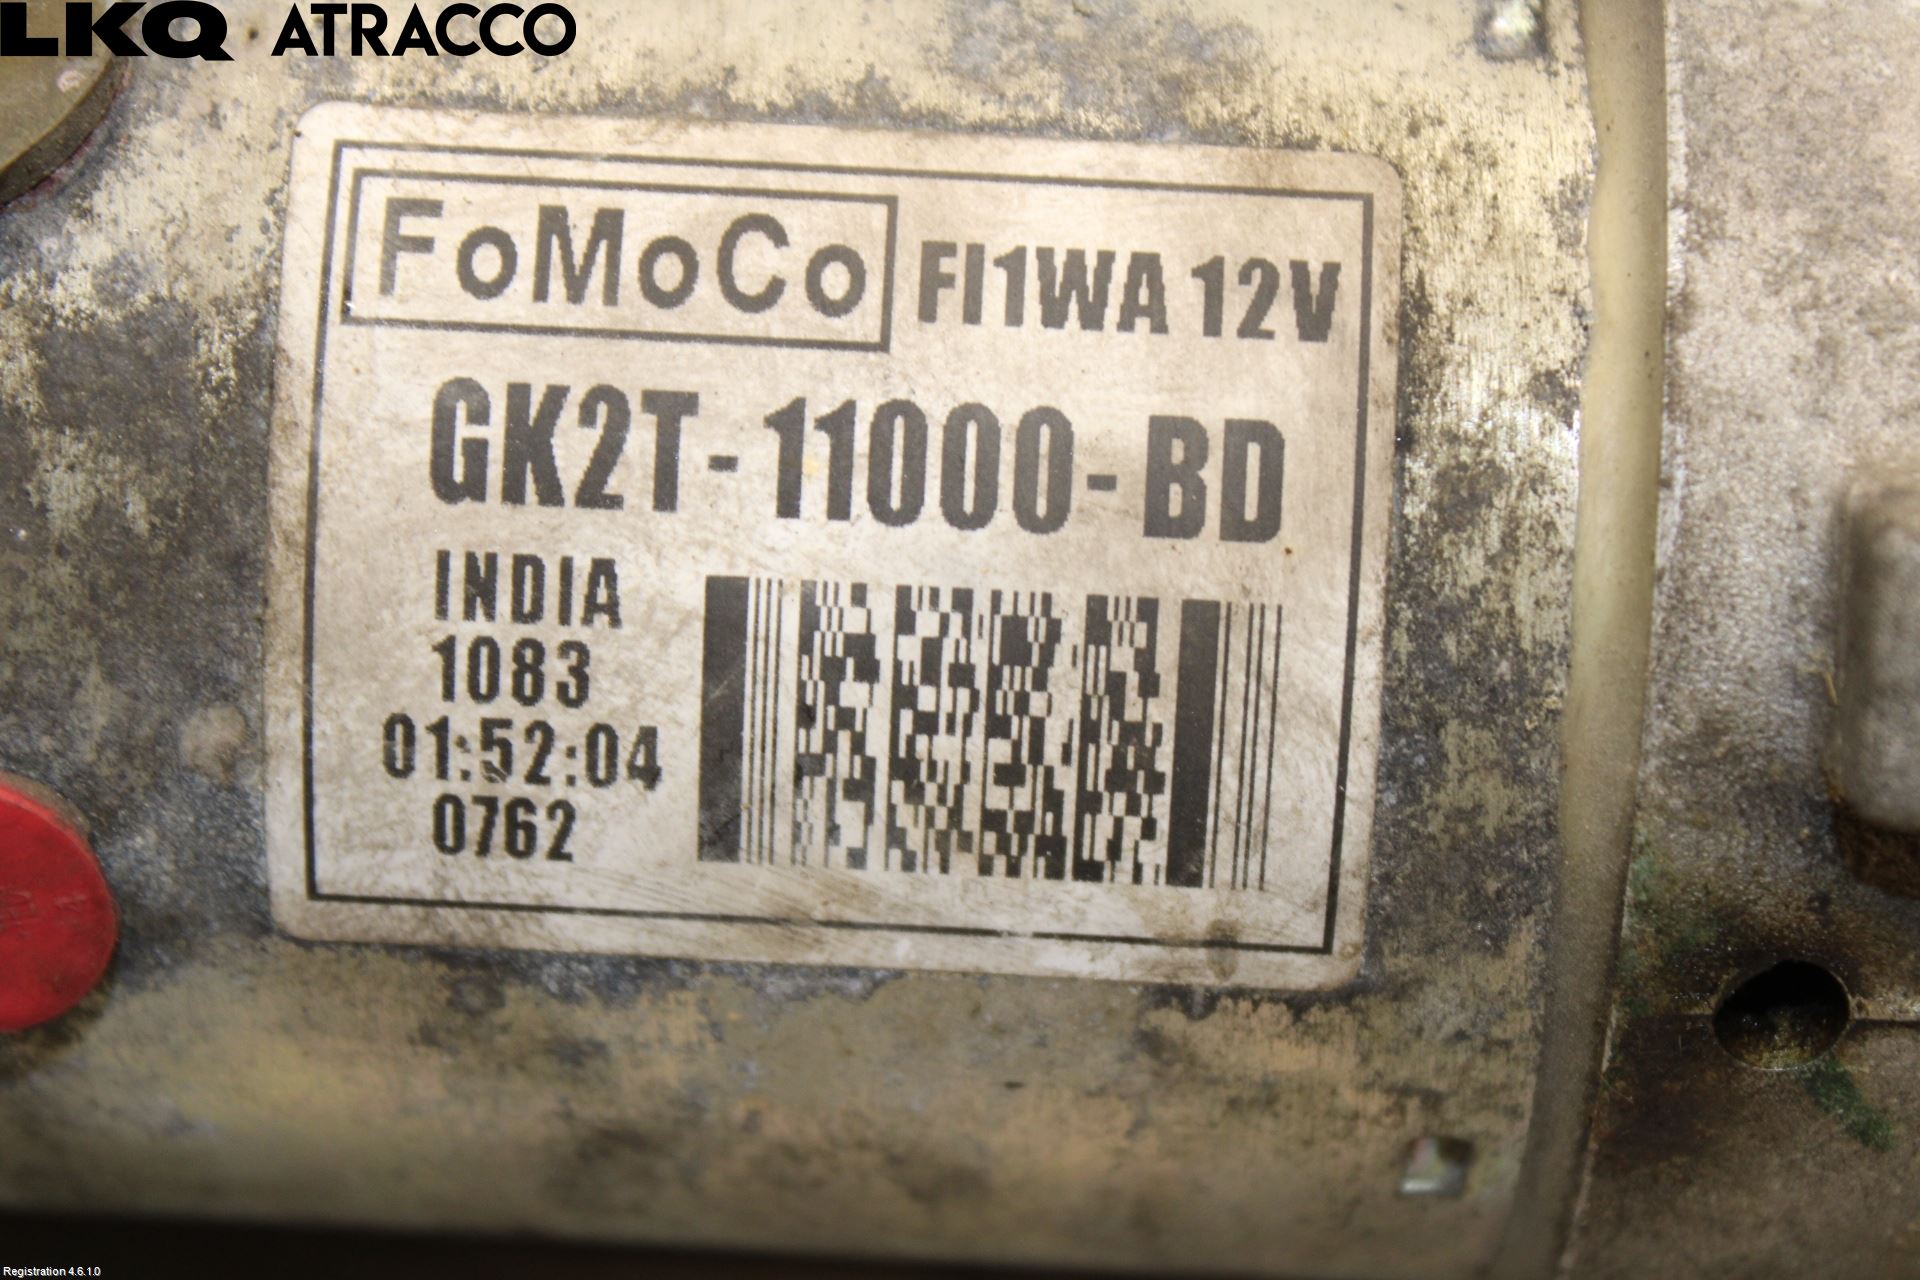 LKQ ATRACCO
FoMoCo FI1WA 12V
GK2T-11000-BD
INDIA
1083
01:52:04
0762
Registration 4.6.1.0